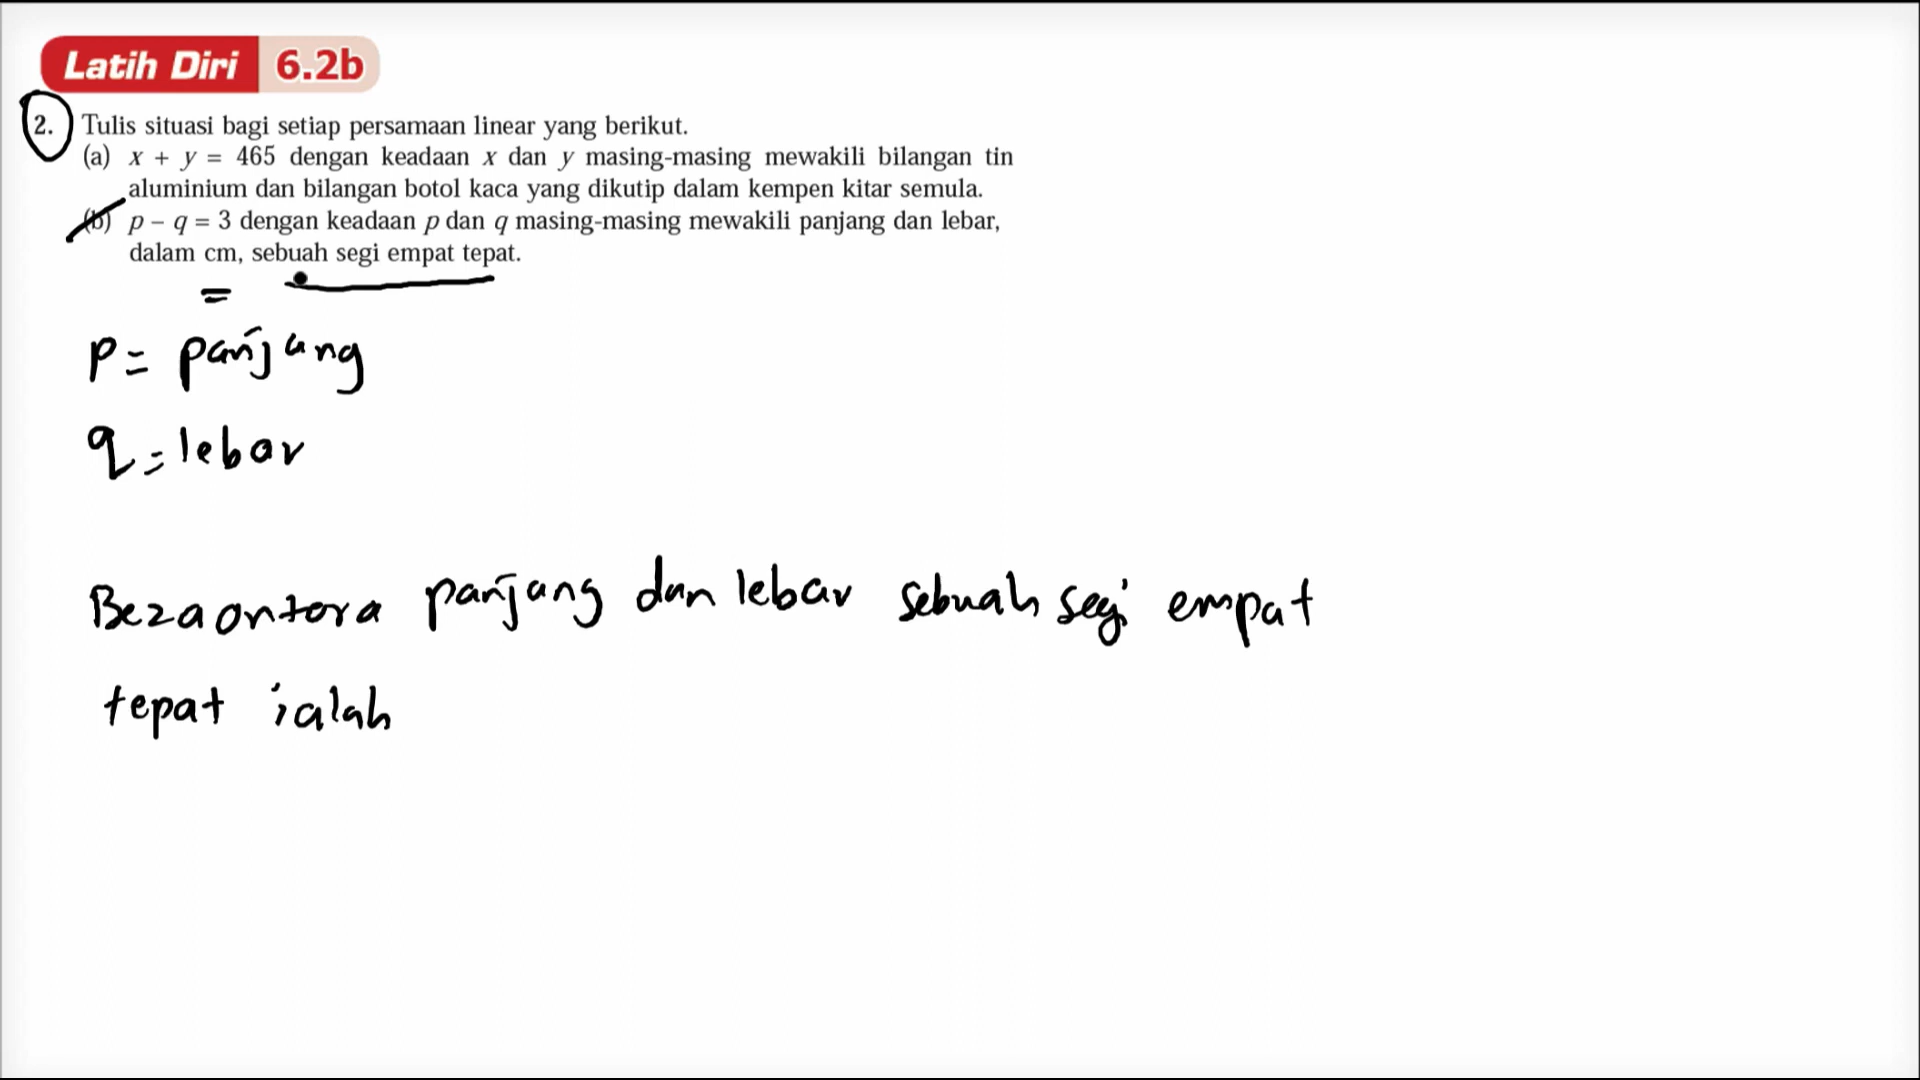 Latih Diri 6.2b
2. Tulis situasi bagi setiap persamaan linear yang berikut.
(a) x + y = 465 dengan keadaan x dan y masing-masing mewakili bilangan tin
aluminium dan bilangan botol kaca yang dikutip dalam kempen kitar semula.
(b) p – q = 3 dengan keadaan p dan q masing-masing mewakili panjang dan lebar,
dalam cm, sebuah segi empat tepat.
=
p = panjang
q = lebar
Beza antara panjang dan lebar sebuah segi empat
tepat ialah